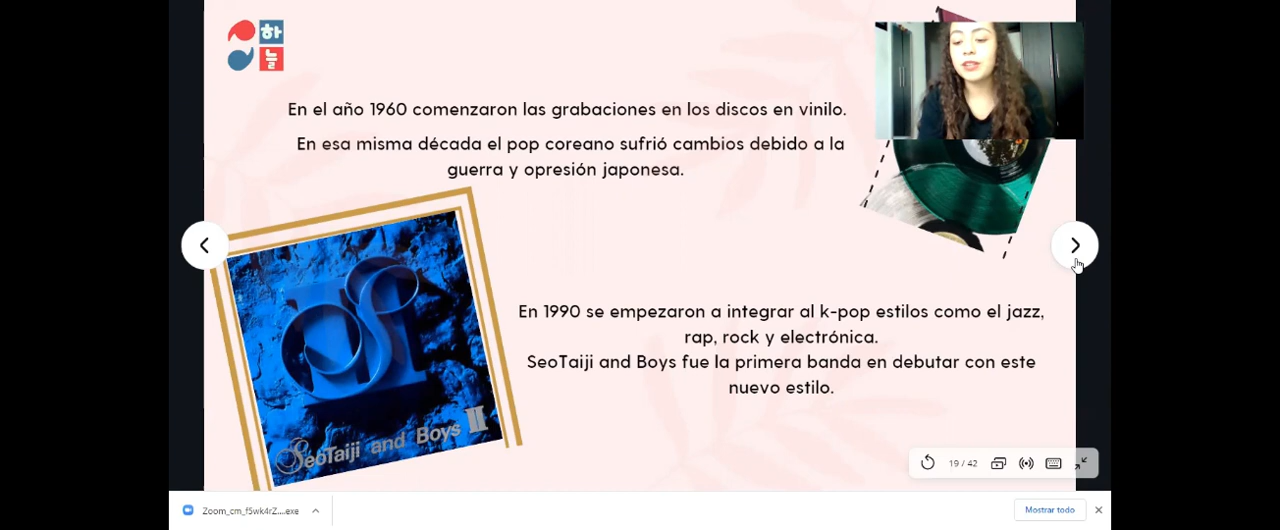 하
늘
En el año 1960 comenzaron las grabaciones en los discos en vinilo.
En esa misma década el pop coreano sufrió cambios debido a la
guerra y opresión japonesa.
SeoTaiji and Boys II
En 1990 se empezaron a integrar al k-pop estilos como el jazz,
rap, rock y electrónica.
SeoTaiji and Boys fue la primera banda en debutar con este
nuevo estilo.
19 / 42
Zoom_cm_f5wk4rZ....exe
Mostrar todo